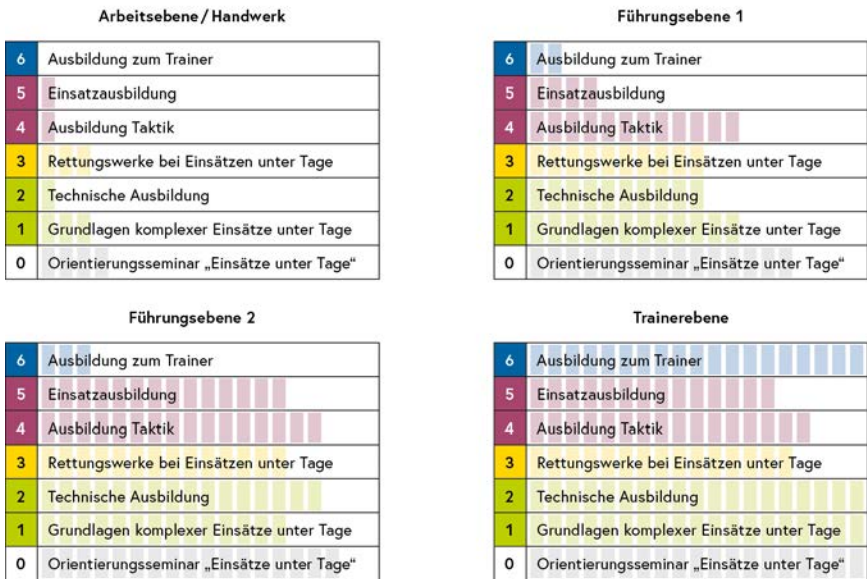 Arbeitsebene / Handwerk
6 Ausbildung zum Trainer
5 Einsatzausbildung
4 Ausbildung Taktik
3 Rettungswerke bei Einsätzen unter Tage
2 Technische Ausbildung
1 Grundlagen komplexer Einsätze unter Tage
0 Orientierungsseminar „Einsätze unter Tage“
Führungsebene 1
6 Ausbildung zum Trainer
5 Einsatzausbildung
4 Ausbildung Taktik
3 Rettungswerke bei Einsätzen unter Tage
2 Technische Ausbildung
1 Grundlagen komplexer Einsätze unter Tage
0 Orientierungsseminar „Einsätze unter Tage“
Führungsebene 2
6 Ausbildung zum Trainer
5 Einsatzausbildung
4 Ausbildung Taktik
3 Rettungswerke bei Einsätzen unter Tage
2 Technische Ausbildung
1 Grundlagen komplexer Einsätze unter Tage
0 Orientierungsseminar „Einsätze unter Tage“
Trainerebene
6 Ausbildung zum Trainer
5 Einsatzausbildung
4 Ausbildung Taktik
3 Rettungswerke bei Einsätzen unter Tage
2 Technische Ausbildung
1 Grundlagen komplexer Einsätze unter Tage
0 Orientierungsseminar „Einsätze unter Tage“